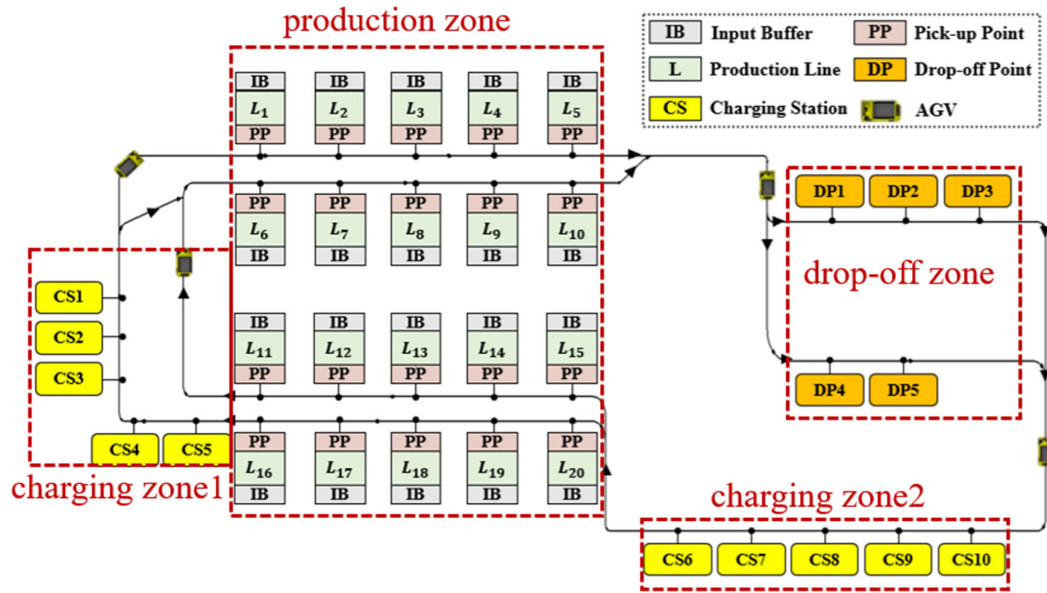 production zone
IB Input Buffer PP Pick-up Point
L Production Line DP Drop-off Point
CS Charging Station AGV
IB IB IB IB IB
L1 L2 L3 L4 L5
PP PP PP PP PP
PP PP PP PP PP
L6 L7 L8 L9 L10
IB IB IB IB IB
DP1 DP2 DP3
drop-off zone
DP4 DP5
CS1
CS2
CS3
CS4 CS5
charging zone1
IB IB IB IB IB
L11 L12 L13 L14 L15
PP PP PP PP PP
PP PP PP PP PP
L16 L17 L18 L19 L20
IB IB IB IB IB
charging zone2
CS6 CS7 CS8 CS9 CS10